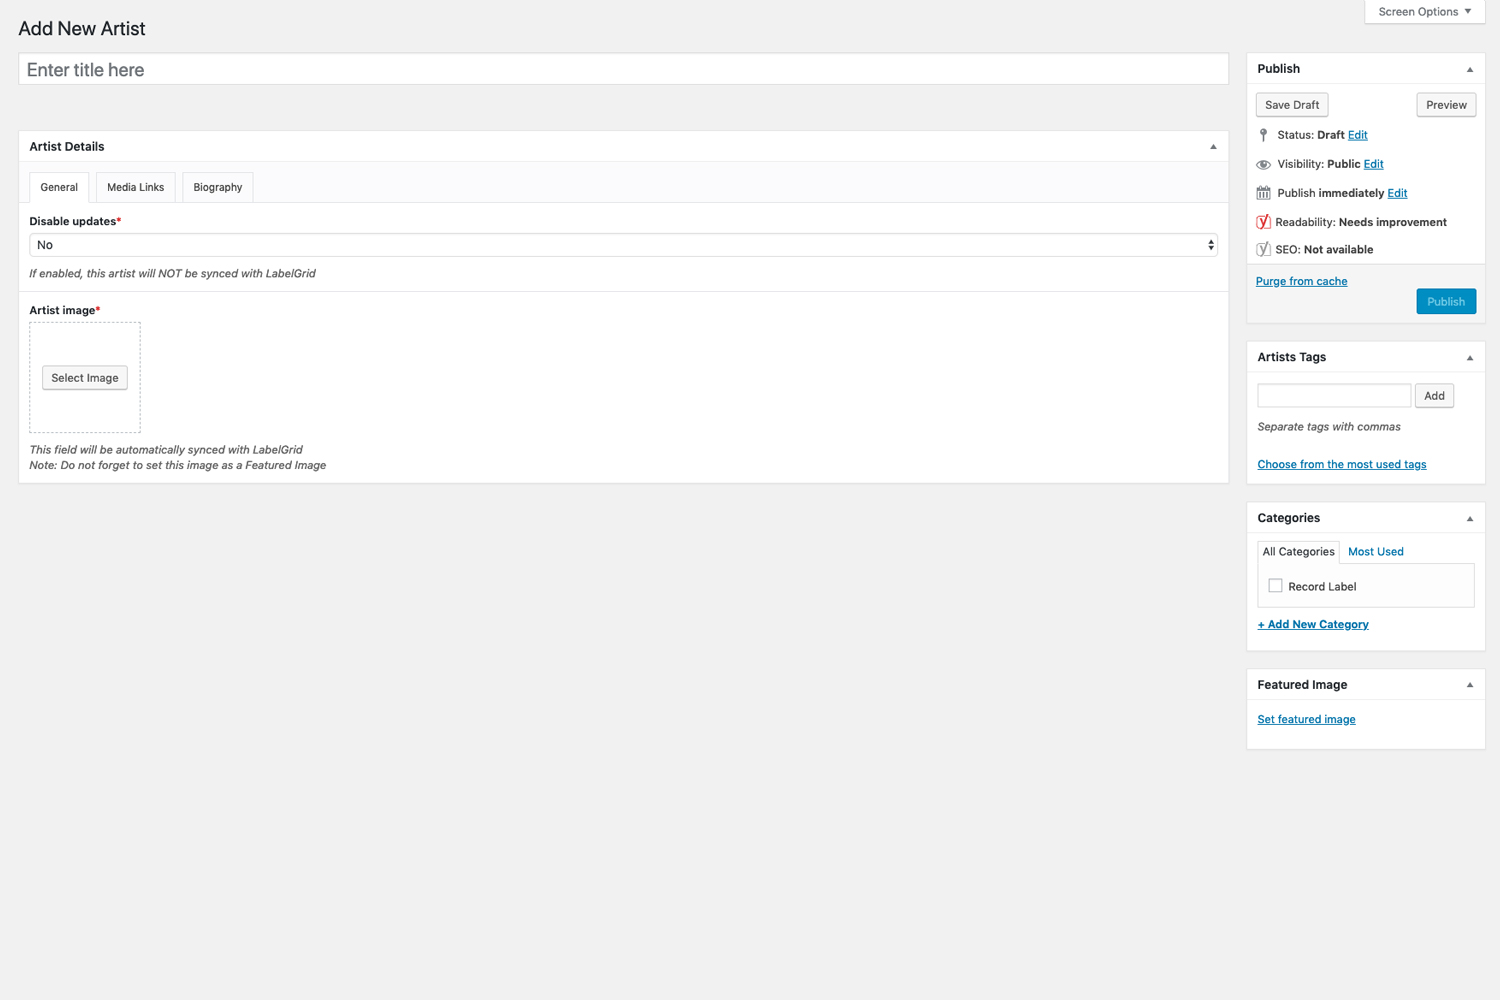 Screen Options
Add New Artist
Enter title here
Artist Details
General
Media Links
Biography
Disable updates*
No
If enabled, this artist will NOT be synced with LabelGrid
Artist image*
Select Image
This field will be automatically synced with LabelGrid
Note: Do not forget to set this image as a Featured Image
Publish
Save Draft
Preview
Status: Draft Edit
Visibility: Public Edit
Publish immediately Edit
Readability: Needs improvement
SEO: Not available
Purge from cache
Publish
Artists Tags
Add
Separate tags with commas
Choose from the most used tags
Categories
All Categories
Most Used
Record Label
+ Add New Category
Featured Image
Set featured image